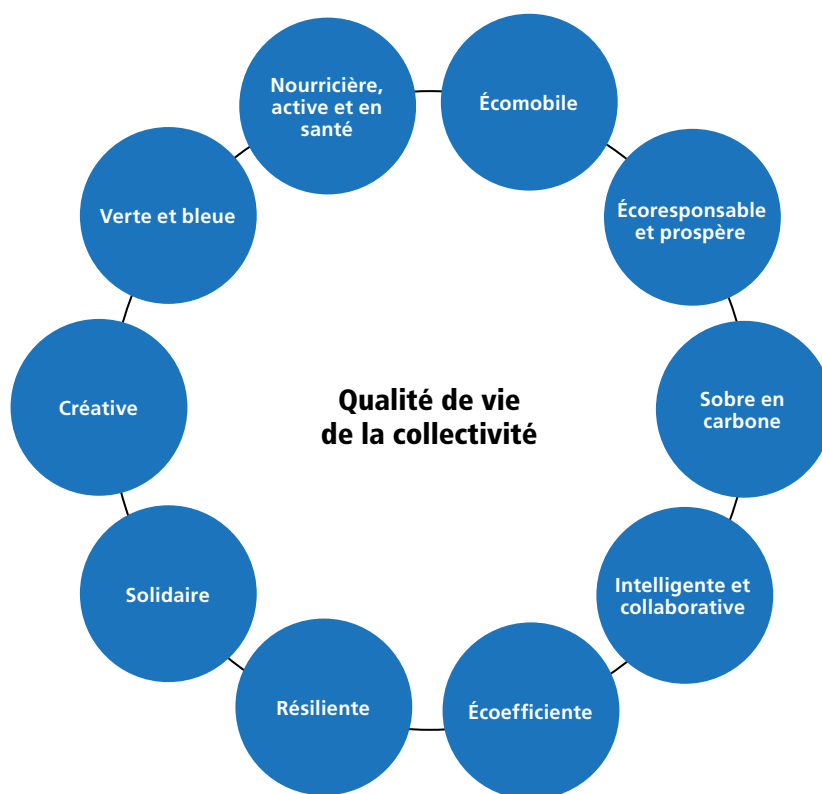 Nourricière,
active et en
santé
Écomobile
Écoresponsable
et prospère
Sobre en
carbone
Intelligente et
collaborative
Écoefficiente
Résiliente
Solidaire
Créative
Verte et bleue
Qualité de vie
de la collectivité